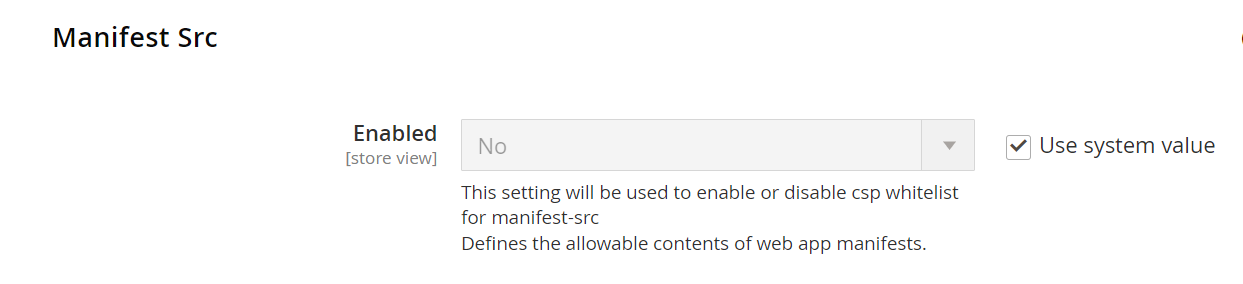 Manifest Src
Enabled
[store view]
No
Use system value
This setting will be used to enable or disable csp whitelist
for manifest-src
Defines the allowable contents of web app manifests.